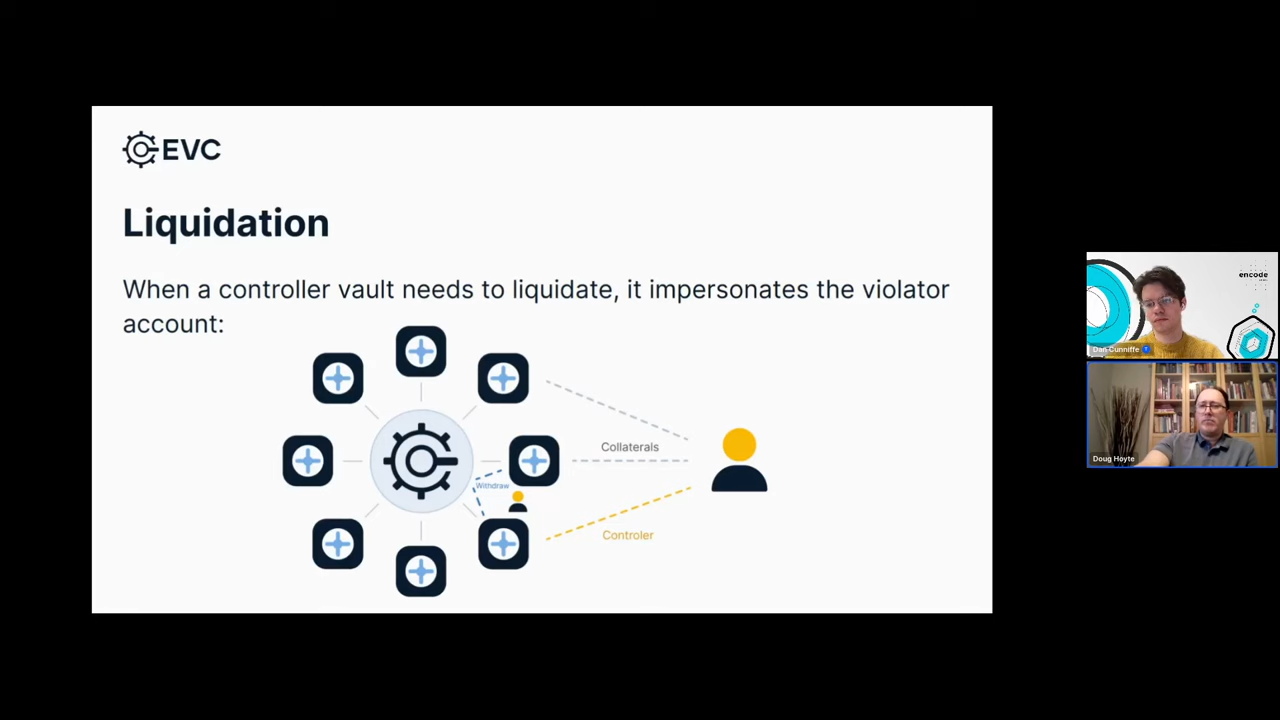 EVC
Liquidation
When a controller vault needs to liquidate, it impersonates the violator
account:
Collaterals
Withdraw
Controler
encode
Dan Cunniffe
Doug Hoyte